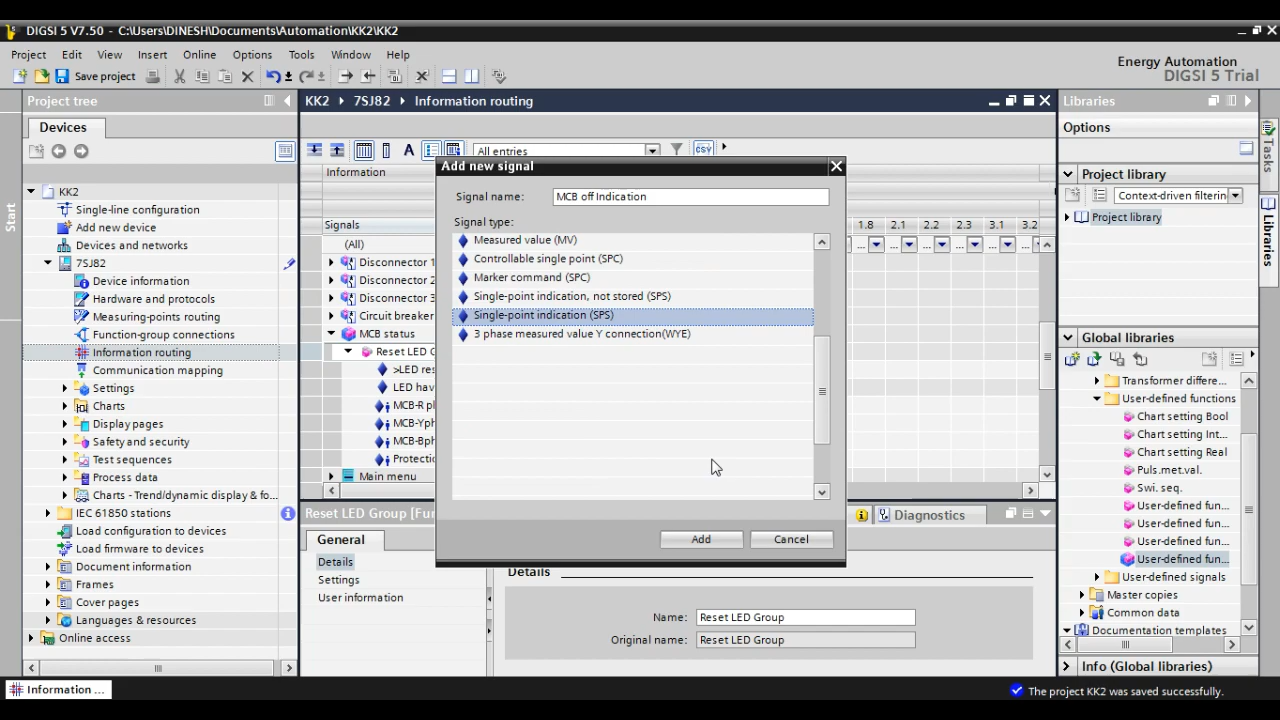 DIGSI 5 V7.50 - C:\Users\DINESH\Documents\Automation\KK2\KK2
Project Edit View Insert Online Options Tools Window Help
Save project
Energy Automation
DIGSI 5 Trial
Project tree
Devices
Start
KK2
Single-line configuration
Add new device
Devices and networks
7SJ82
Device information
Hardware and protocols
Measuring-points routing
Function-group connections
Information routing
Communication mapping
Settings
Charts
Display pages
Safety and security
Test sequences
Process data
Charts - Trend/dynamic display & fo...
IEC 61850 stations
Load configuration to devices
Load firmware to devices
Document information
Frames
Cover pages
Languages & resources
Online access
KK2 7SJ82 Information routing
A All entries CSV
Information
Signals 1.8 2.1 2.2 2.3 2.4 3.1 3.2
(All) ... ... ... ... ... ...
Disconnector 1
Disconnector 2
Disconnector 3
Circuit breaker
MCB status
Reset LED G
>LED res
LED hav
MCB-R pl
MCB-Yph
MCB-Bph
Protectio
Main menu
Add new signal
Signal name: MCB off Indication
Signal type:
Measured value (MV)
Controllable single point (SPC)
Marker command (SPC)
Single-point indication, not stored (SPS)
Single-point indication (SPS)
3 phase measured value Y connection(WYE)
Add Cancel
Reset LED Group [Fun
Diagnostics
General
Details
Settings
User information
Details
Name: Reset LED Group
Original name: Reset LED Group
Libraries
Options
Project library
Context-driven filterin
Project library
Global libraries
Transformer differe...
User-defined functions
Chart setting Bool
Chart setting Int...
Chart setting Real
Puls.met.val.
Swi. seq.
User-defined fun...
User-defined fun...
User-defined fun...
User-defined fun...
User-defined signals
Master copies
Common data
Documentation templates
Info (Global libraries)
Tasks
Libraries
Information ...
The project KK2 was saved successfully.